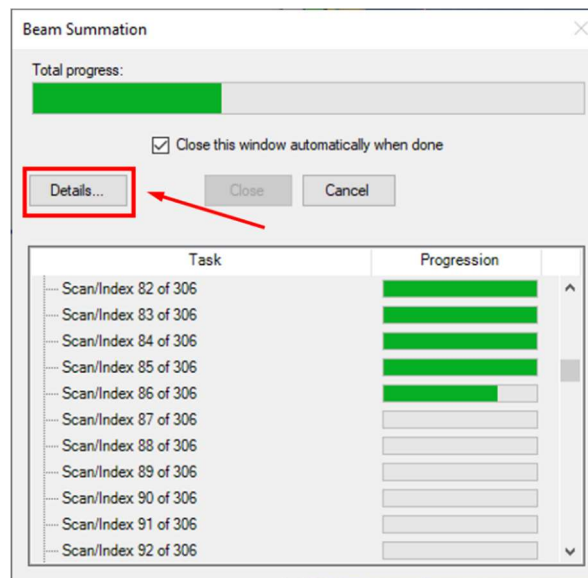 Beam Summation
Total progress:
Close this window automatically when done
Details...
Close
Cancel
Task Progression
Scan/Index 82 of 306
Scan/Index 83 of 306
Scan/Index 84 of 306
Scan/Index 85 of 306
Scan/Index 86 of 306
Scan/Index 87 of 306
Scan/Index 88 of 306
Scan/Index 89 of 306
Scan/Index 90 of 306
Scan/Index 91 of 306
Scan/Index 92 of 306